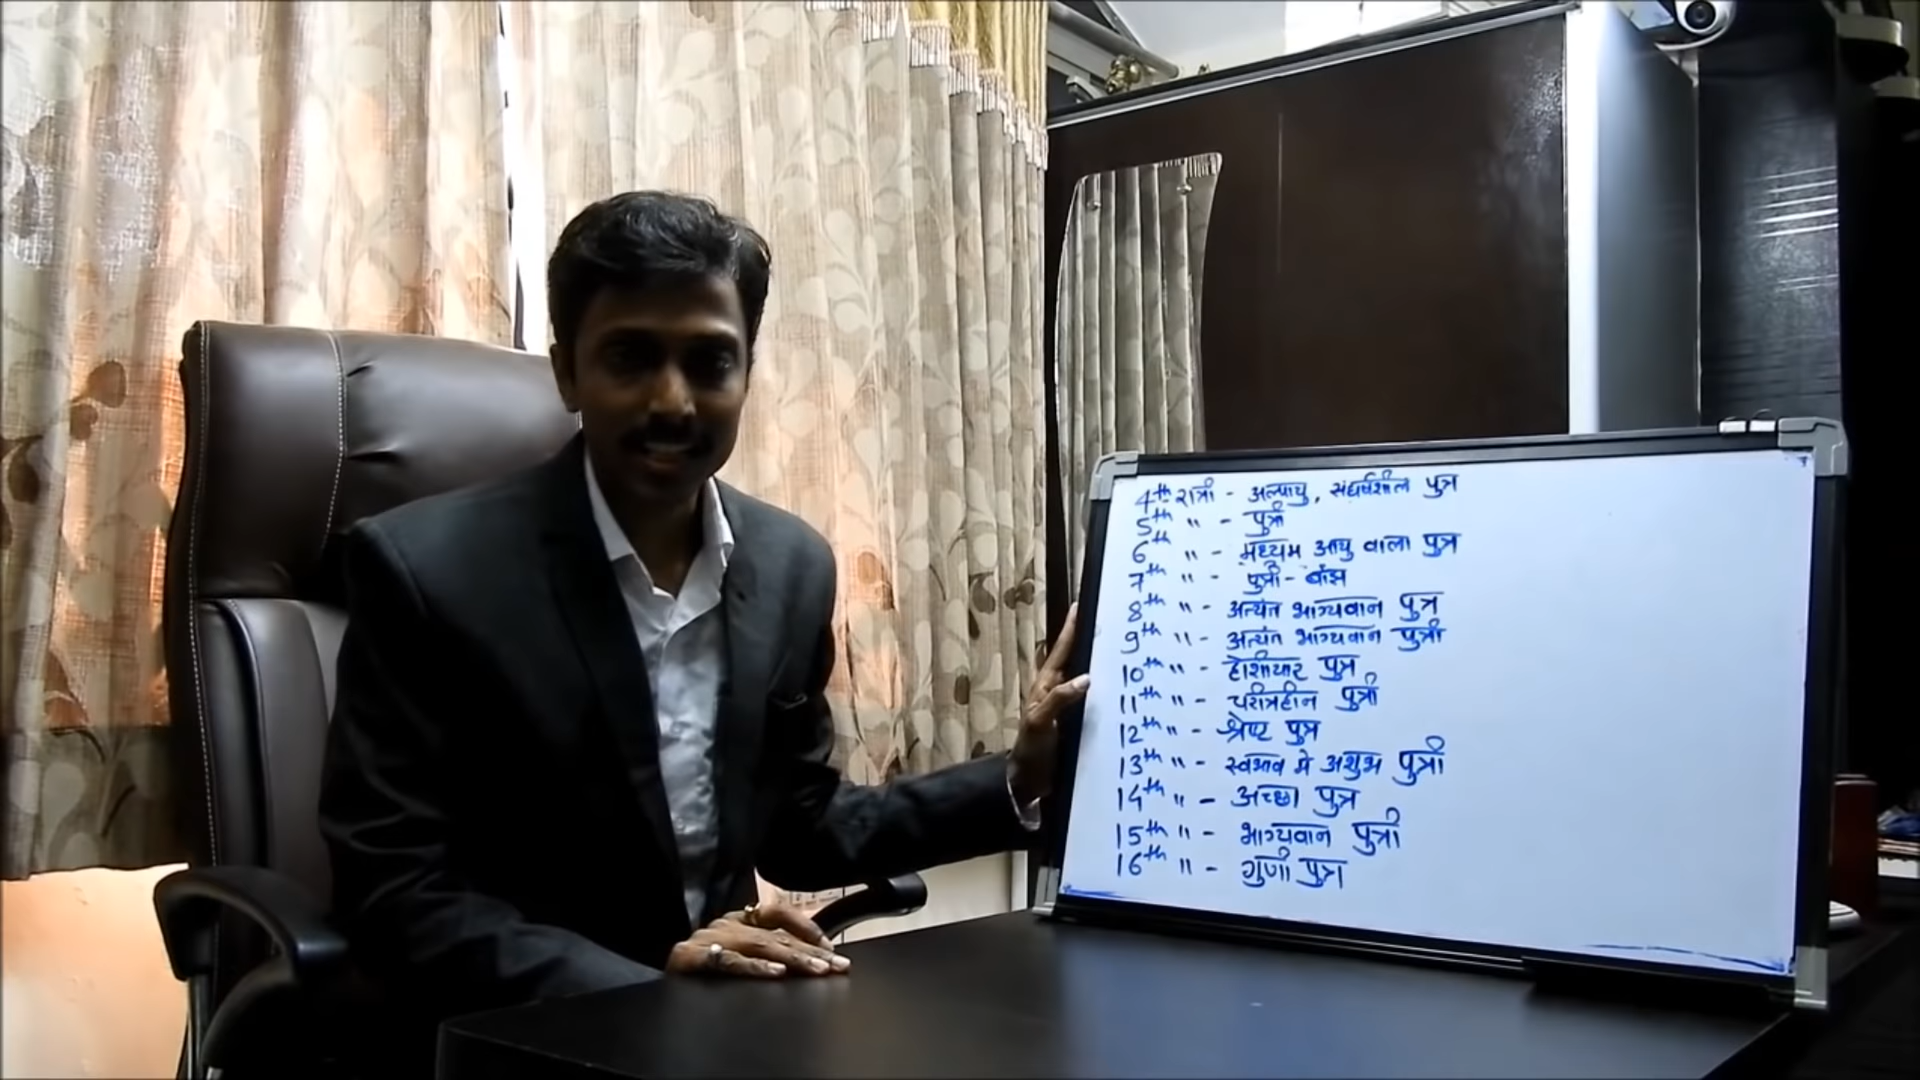 4th रात्री - अल्पायु, संघर्षशील पुत्र
5th " - पुत्री
6th " - मध्यम आयु वाला पुत्र
7th " - पुत्री - बांझ
8th " - अत्यंत भाग्यवान पुत्र
9th " - अत्यंत भाग्यवान पुत्री
10th " - होशीयार पुत्र
11th " - चरीत्रहीन पुत्री
12th " - श्रेष्ट पुत्र
13th " - स्वभाव मे अशुभ पुत्री
14th " - अच्छा पुत्र
15th " - भाग्यवान पुत्री
16th " - गुणी पुत्र